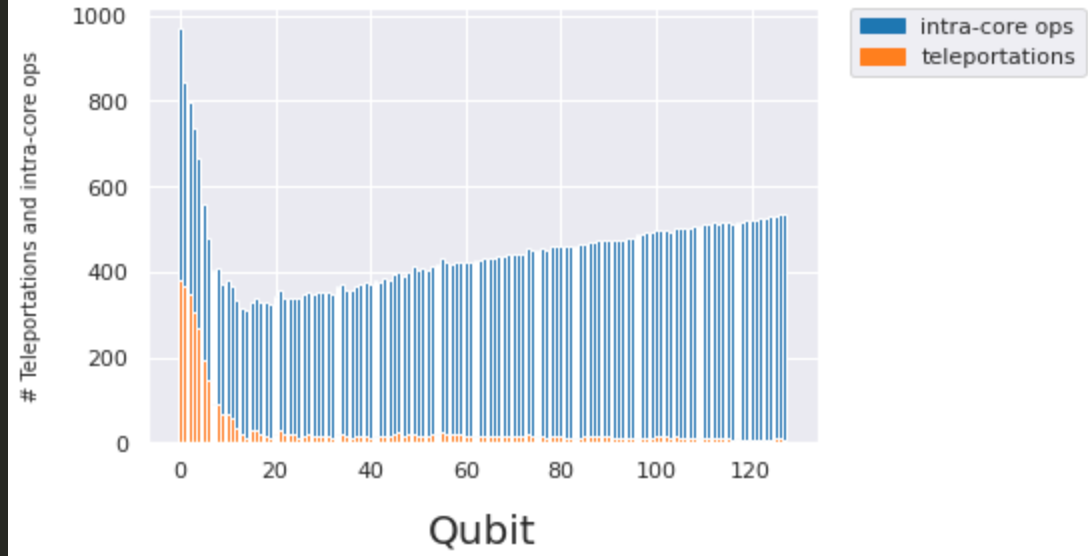 1000
800
600
400
200
0
# Teleportations and intra-core ops
0 20 40 60 80 100 120
Qubit
intra-core ops
teleportations